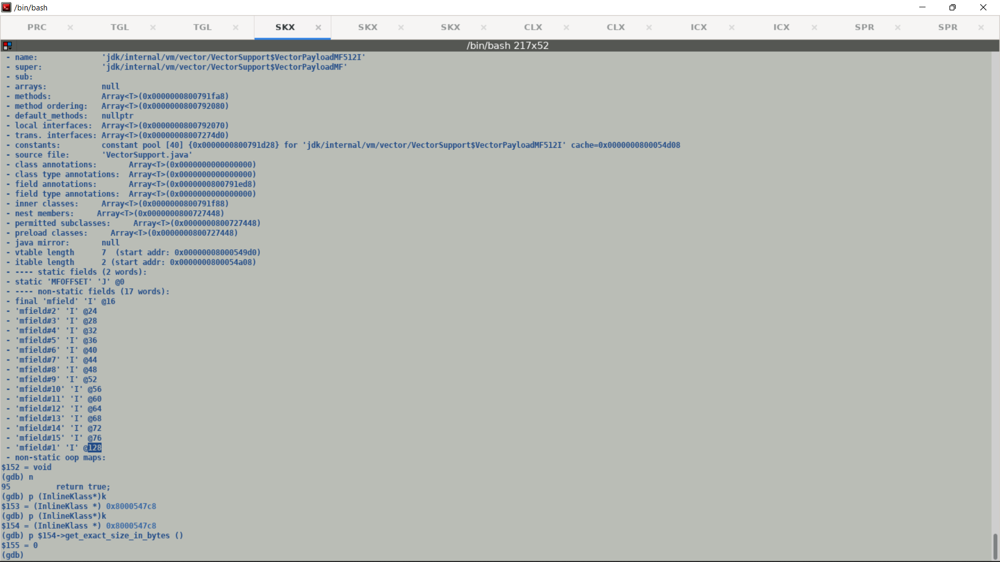 /bin/bash
PRC × TGL × TGL × SKX × SKX × SKX × CLX × CLX × ICX × ICX × SPR × SPR ×
/bin/bash 217x52
- name: 'jdk/internal/vm/vector/VectorSupport$VectorPayloadMF512I'
- super: 'jdk/internal/vm/vector/VectorSupport$VectorPayloadMF'
- sub:
- arrays: null
- methods: Array<T>(0x0000000800791fa8)
- method ordering: Array<T>(0x0000000800792080)
- default_methods: nullptr
- local interfaces: Array<T>(0x0000000800792070)
- trans. interfaces: Array<T>(0x00000008007274d0)
- constants: constant pool [40] {0x0000000800791d28} for 'jdk/internal/vm/vector/VectorSupport$VectorPayloadMF512I' cache=0x0000000800054d08
- source file: 'VectorSupport.java'
- class annotations: Array<T>(0x0000000000000000)
- class type annotations: Array<T>(0x0000000000000000)
- field annotations: Array<T>(0x0000000800791ed8)
- field type annotations: Array<T>(0x0000000000000000)
- inner classes: Array<T>(0x0000000800791f88)
- nest members: Array<T>(0x0000000800727448)
- permitted subclasses: Array<T>(0x0000000800727448)
- preload classes: Array<T>(0x0000000800727448)
- java mirror: null
- vtable length 7 (start addr: 0x00000008000549d0)
- itable length 2 (start addr: 0x0000000800054a08)
- ---- static fields (2 words):
- static 'MFOFFSET' 'J' @0
- ---- non-static fields (17 words):
- final 'mfield' 'I' @16
- 'mfield#2' 'I' @24
- 'mfield#3' 'I' @28
- 'mfield#4' 'I' @32
- 'mfield#5' 'I' @36
- 'mfield#6' 'I' @40
- 'mfield#7' 'I' @44
- 'mfield#8' 'I' @48
- 'mfield#9' 'I' @52
- 'mfield#10' 'I' @56
- 'mfield#11' 'I' @60
- 'mfield#12' 'I' @64
- 'mfield#13' 'I' @68
- 'mfield#14' 'I' @72
- 'mfield#15' 'I' @76
- 'mfield#1' 'I' @128
- non-static oop maps:
$152 = void
(gdb) n
95 return true;
(gdb) p (InlineKlass*)k
$153 = (InlineKlass *) 0x8000547c8
(gdb) p (InlineKlass*)k
$154 = (InlineKlass *) 0x8000547c8
(gdb) p $154->get_exact_size_in_bytes ()
$155 = 0
(gdb)